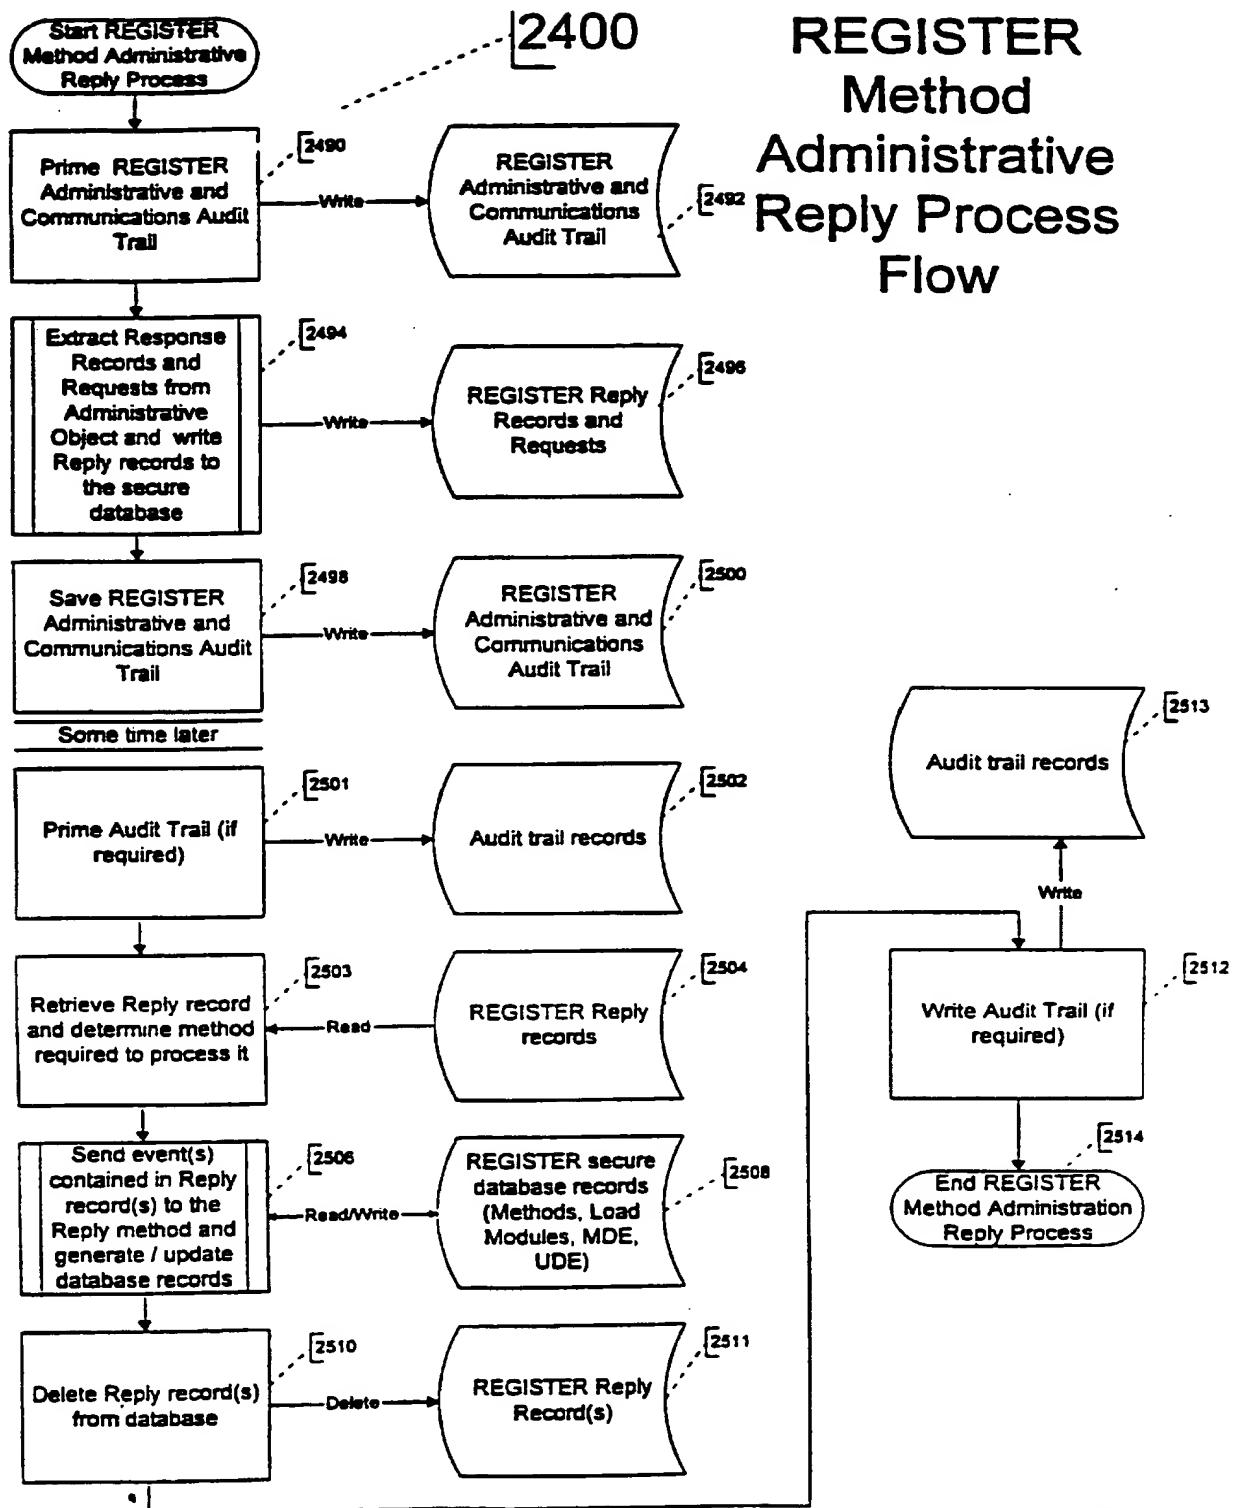 Start REGISTER
Method Administrative
Reply Process
2400
REGISTER
Method
Administrative
Reply Process
Flow
Prime REGISTER
Administrative and
Communications Audit
Trail
2490
Write
REGISTER
Administrative and
Communications
Audit Trail
2492
Extract Response
Records and
Requests from
Administrative
Object and write
Reply records to
the secure
database
2494
Write
REGISTER Reply
Records and
Requests
2496
Save REGISTER
Administrative and
Communications Audit
Trail
2498
Write
REGISTER
Administrative and
Communications
Audit Trail
2500
Some time later
Prime Audit Trail (if
required)
2501
Write
Audit trail records
2502
Retrieve Reply record
and determine method
required to process it
2503
Read
REGISTER Reply
records
2504
Send event(s)
contained in Reply
record(s) to the
Reply method and
generate / update
database records
2506
Read/Write
REGISTER secure
database records
(Methods, Load
Modules, MDE,
UDE)
2508
Delete Reply record(s)
from database
2510
Delete
REGISTER Reply
Record(s)
2511
Audit trail records
2513
Write
Write Audit Trail (if
required)
2512
2514
End REGISTER
Method Administration
Reply Process